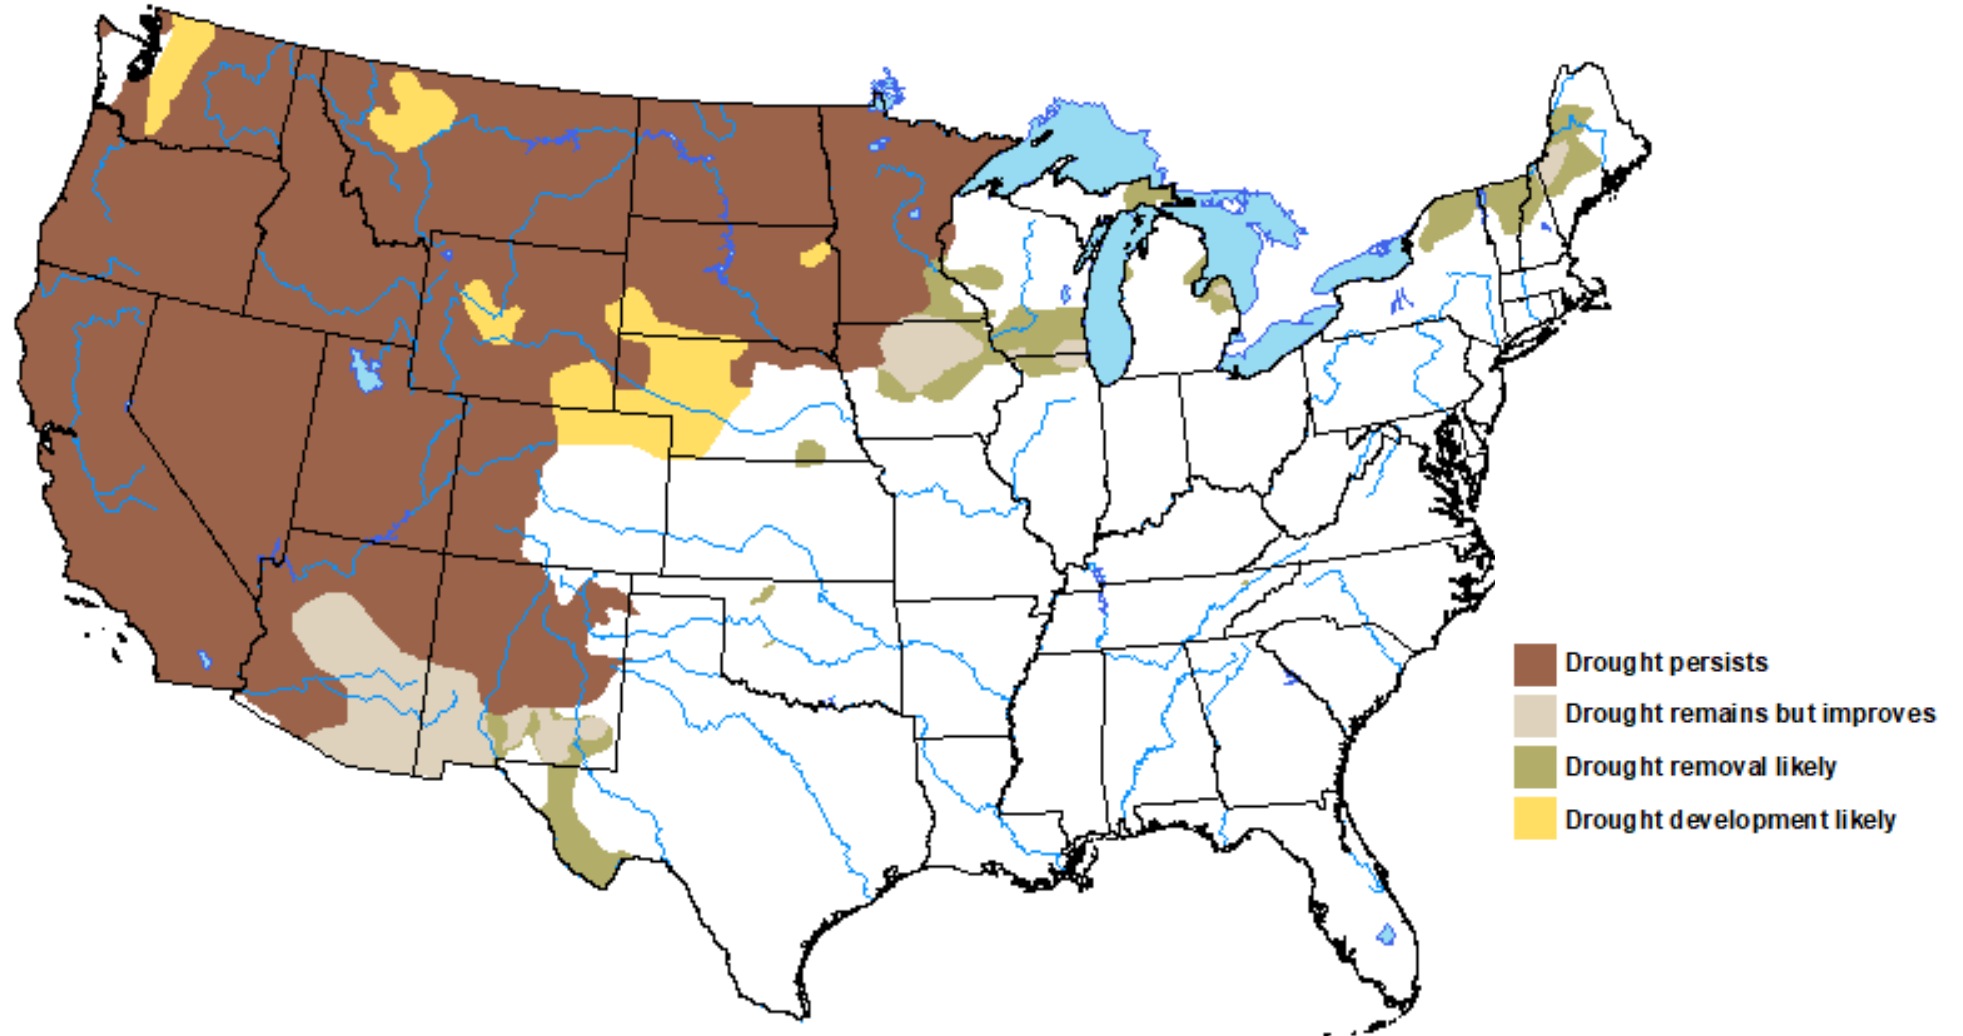 Drought persists
Drought remains but improves
Drought removal likely
Drought development likely